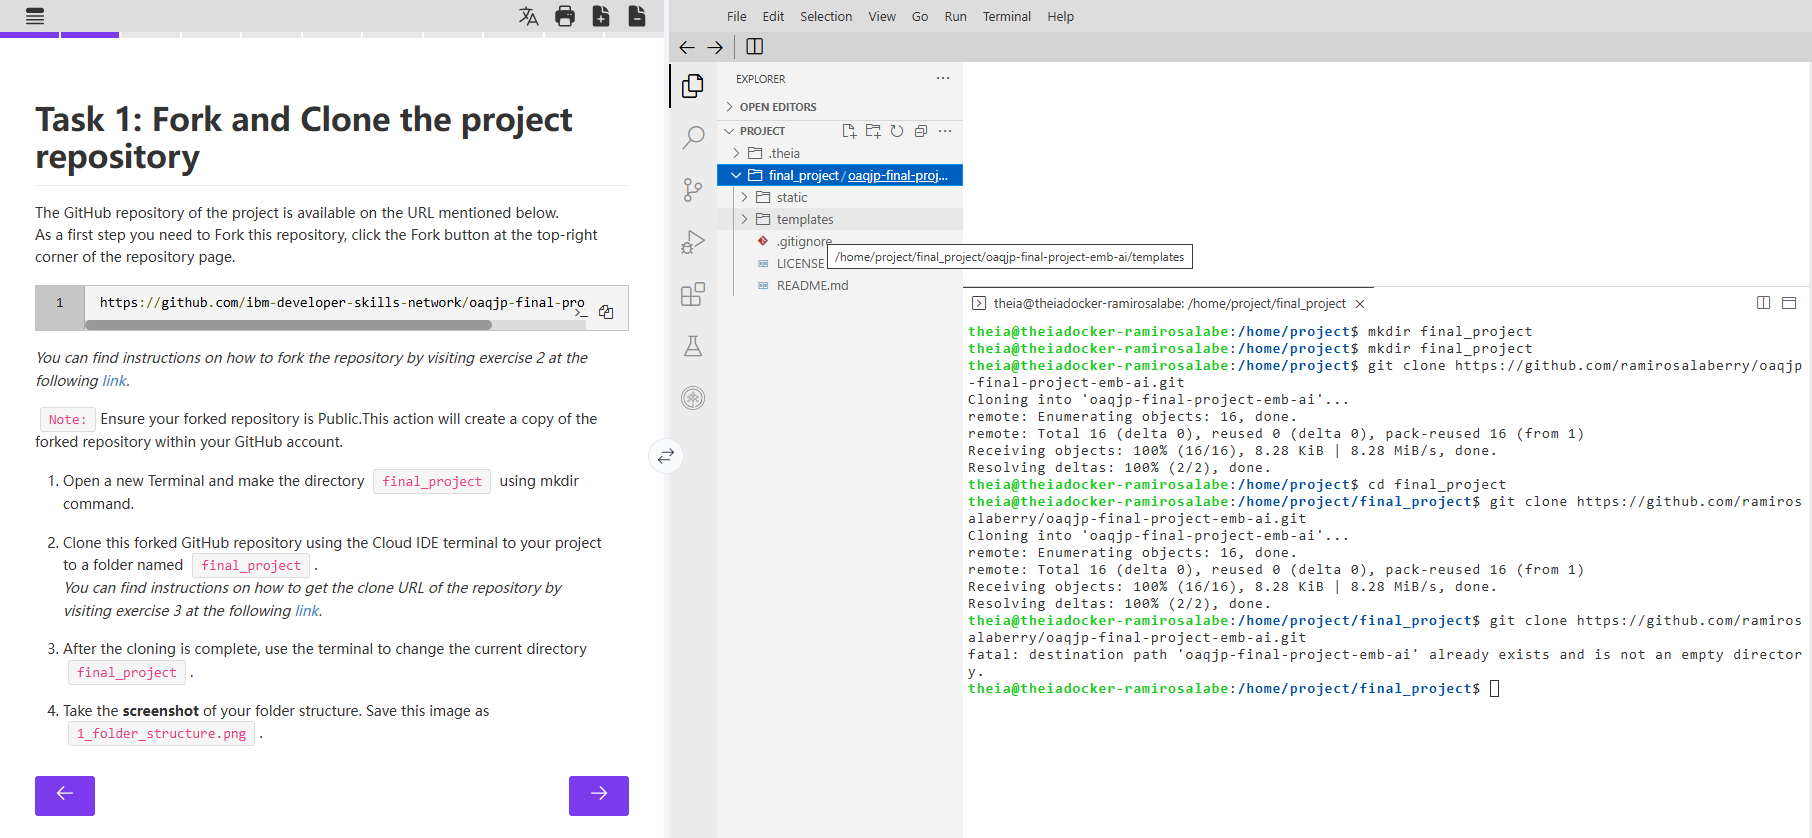 File Edit Selection View Go Run Terminal Help
Task 1: Fork and Clone the project
repository
The GitHub repository of the project is available on the URL mentioned below.
As a first step you need to Fork this repository, click the Fork button at the top-right
corner of the repository page.
1 https://github.com/ibm-developer-skills-network/oaqjp-final-pro
You can find instructions on how to fork the repository by visiting exercise 2 at the
following link.
Note: Ensure your forked repository is Public.This action will create a copy of the
forked repository within your GitHub account.
1. Open a new Terminal and make the directory final_project using mkdir
command.
2. Clone this forked GitHub repository using the Cloud IDE terminal to your project
to a folder named final_project .
You can find instructions on how to get the clone URL of the repository by
visiting exercise 3 at the following link.
3. After the cloning is complete, use the terminal to change the current directory
final_project .
4. Take the screenshot of your folder structure. Save this image as
1_folder_structure.png .
EXPLORER
OPEN EDITORS
PROJECT
.theia
final_project / oaqjp-final-proj...
static
templates
.gitignore
/home/project/final_project/oaqjp-final-project-emb-ai/templates
LICENSE
README.md
theia@theiadocker-ramirosalabe: /home/project/final_project
theia@theiadocker-ramirosalabe:/home/project$ mkdir final_project
theia@theiadocker-ramirosalabe:/home/project$ mkdir final_project
theia@theiadocker-ramirosalabe:/home/project$ git clone https://github.com/ramirosalaberry/oaqjp
-final-project-emb-ai.git
Cloning into 'oaqjp-final-project-emb-ai'...
remote: Enumerating objects: 16, done.
remote: Total 16 (delta 0), reused 0 (delta 0), pack-reused 16 (from 1)
Receiving objects: 100% (16/16), 8.28 KiB | 8.28 MiB/s, done.
Resolving deltas: 100% (2/2), done.
theia@theiadocker-ramirosalabe:/home/project$ cd final_project
theia@theiadocker-ramirosalabe:/home/project/final_project$ git clone https://github.com/ramiros
alaberry/oaqjp-final-project-emb-ai.git
Cloning into 'oaqjp-final-project-emb-ai'...
remote: Enumerating objects: 16, done.
remote: Total 16 (delta 0), reused 0 (delta 0), pack-reused 16 (from 1)
Receiving objects: 100% (16/16), 8.28 KiB | 8.28 MiB/s, done.
Resolving deltas: 100% (2/2), done.
theia@theiadocker-ramirosalabe:/home/project/final_project$ git clone https://github.com/ramiros
alaberry/oaqjp-final-project-emb-ai.git
fatal: destination path 'oaqjp-final-project-emb-ai' already exists and is not an empty director
y.
theia@theiadocker-ramirosalabe:/home/project/final_project$